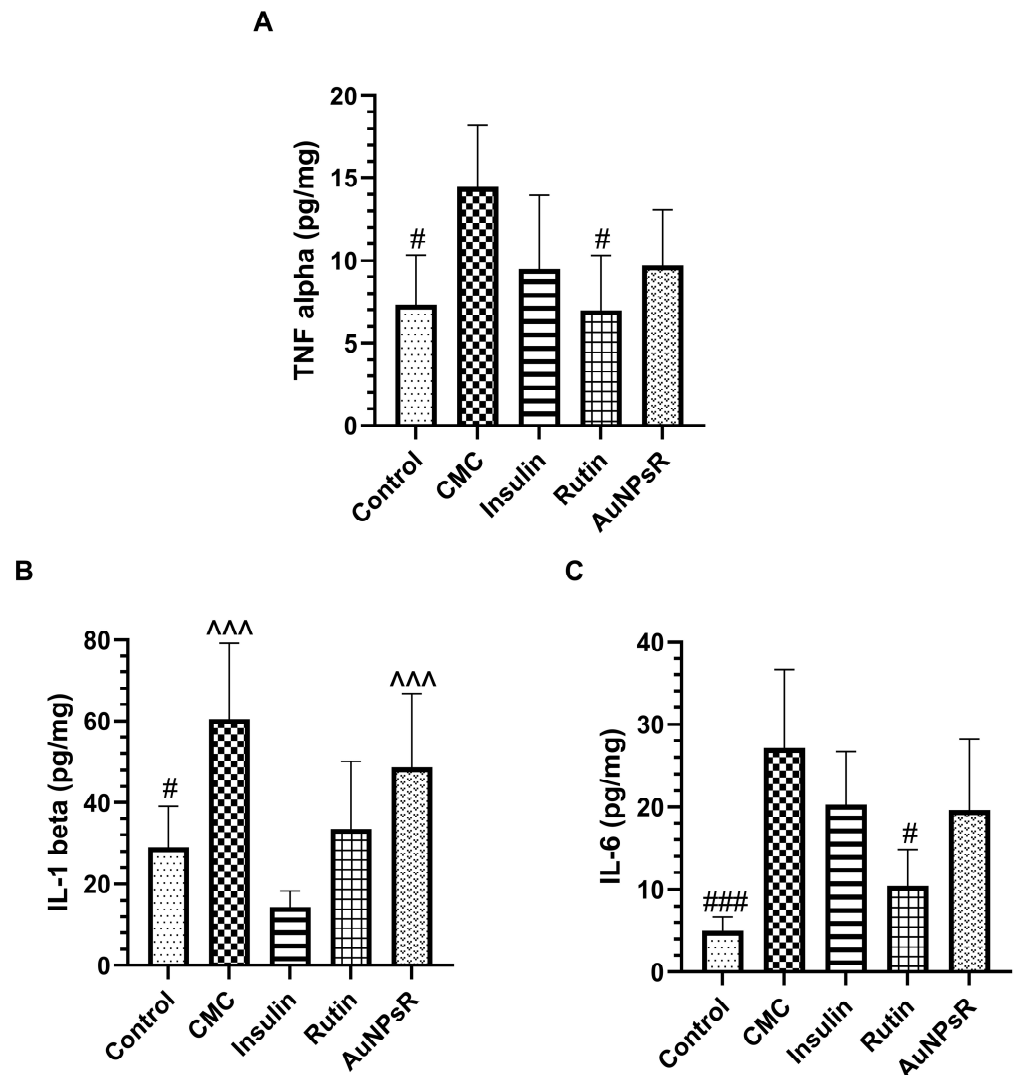 A
TNF alpha (pg/mg)
20
15
10
5
0
#
#
Control
CMC
Insulin
Rutin
AuNPsR
B
IL-1 beta (pg/mg)
80
60
40
20
0
#
^^^
^^^
Control
CMC
Insulin
Rutin
AuNPsR
C
IL-6 (pg/mg)
40
30
20
10
0
###
#
Control
CMC
Insulin
Rutin
AuNPsR